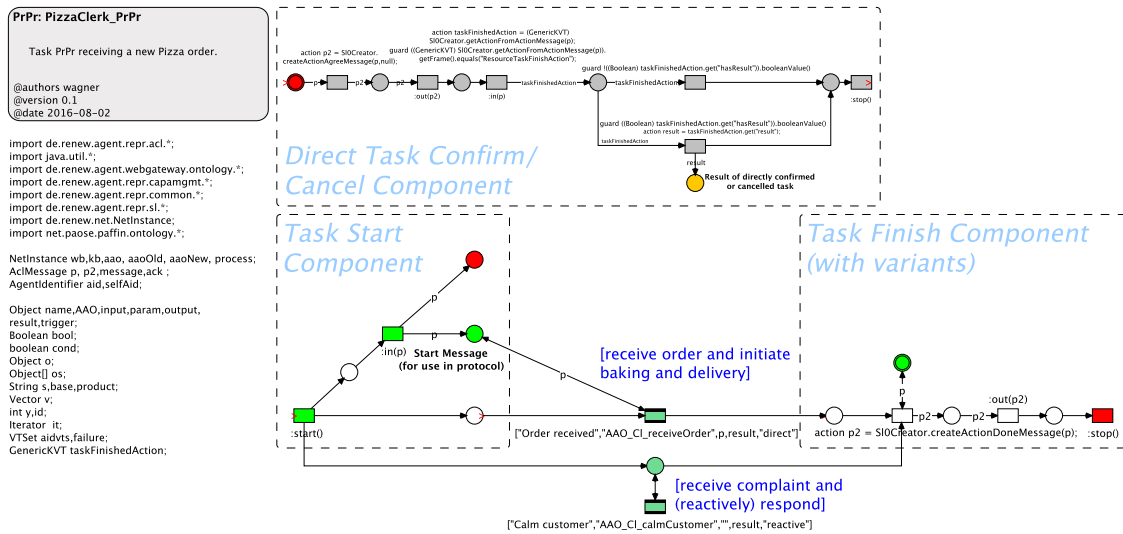 PrPr: PizzaClerk_PrPr
Task PrPr receiving a new Pizza order.
@authors wagner
@version 0.1
@date 2016-08-02
import de.renew.agent.repr.acl.*;
import java.util.*;
import de.renew.agent.webgateway.ontology.*;
import de.renew.agent.repr.capamgmt.*;
import de.renew.agent.repr.common.*;
import de.renew.agent.repr.sl.*;
import de.renew.net.NetInstance;
import net.paose.paffin.ontology.*;
NetInstance wb,kb,aao, aaoOld, aaoNew, process;
AclMessage p, p2,message,ack ;
AgentIdentifier aid,selfAid;
Object name,AAO,input,param,output,
result,trigger;
Boolean bool;
boolean cond;
Object o;
Object[] os;
String s,base,product;
Vector v;
int y,id;
Iterator  it;
VTSet aidvts,failure;
GenericKVT taskFinishedAction;
action p2 = Sl0Creator.
createActionAgreeMessage(p,null);
action taskFinishedAction = (GenericKVT)
Sl0Creator.getActionFromActionMessage(p);
guard ((GenericKVT) Sl0Creator.getActionFromActionMessage(p)).
getFrame().equals("ResourceTaskFinishAction");
guard !((Boolean) taskFinishedAction.get("hasResult")).booleanValue()
p
p2
p2
taskFinishedAction
taskFinishedAction
:out(p2)
:in(p)
:stop()
guard ((Boolean) taskFinishedAction.get("hasResult")).booleanValue()
action result = taskFinishedAction.get("result");
taskFinishedAction
result
Result of directly confirmed
or cancelled task
Direct Task Confirm/
Cancel Component
Task Start
Component
p
p
:in(p)
Start Message
(for use in protocol)
:start()
p
[receive order and initiate
baking and delivery]
["Order received","AAO_Cl_receiveOrder",p,result,"direct"]
Task Finish Component
(with variants)
p
:out(p2)
p2
p2
action p2 = Sl0Creator.createActionDoneMessage(p);
:stop()
[receive complaint and
(reactively) respond]
["Calm customer","AAO_Cl_calmCustomer","",result,"reactive"]